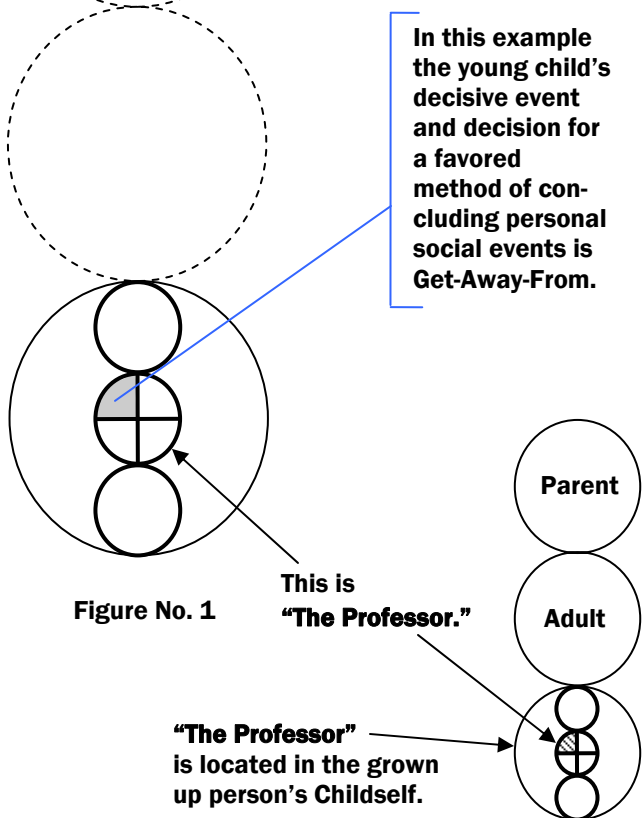 In this example
the young child's
decisive event
and decision for
a favored
method of con-
cluding personal
social events is
Get-Away-From.
Parent
Adult
Figure No. 1
This is
“The Professor.”
“The Professor”
is located in the grown
up person's Childself.